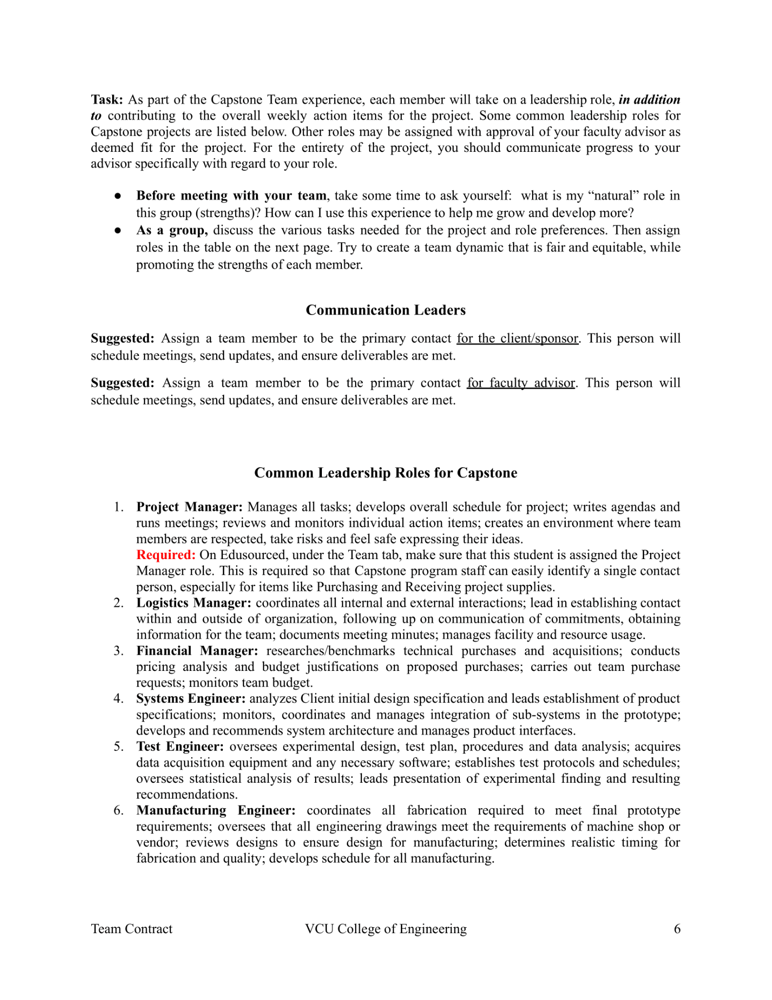 Task: As part of the Capstone Team experience, each member will take on a leadership role, in addition
to contributing to the overall weekly action items for the project. Some common leadership roles for
Capstone projects are listed below. Other roles may be assigned with approval of your faculty advisor as
deemed fit for the project. For the entirety of the project, you should communicate progress to your
advisor specifically with regard to your role.
● Before meeting with your team, take some time to ask yourself: what is my “natural” role in
this group (strengths)? How can I use this experience to help me grow and develop more?
● As a group, discuss the various tasks needed for the project and role preferences. Then assign
roles in the table on the next page. Try to create a team dynamic that is fair and equitable, while
promoting the strengths of each member.
Communication Leaders
Suggested: Assign a team member to be the primary contact for the client/sponsor. This person will
schedule meetings, send updates, and ensure deliverables are met.
Suggested: Assign a team member to be the primary contact for faculty advisor. This person will
schedule meetings, send updates, and ensure deliverables are met.
Common Leadership Roles for Capstone
1. Project Manager: Manages all tasks; develops overall schedule for project; writes agendas and
runs meetings; reviews and monitors individual action items; creates an environment where team
members are respected, take risks and feel safe expressing their ideas.
Required: On Edusourced, under the Team tab, make sure that this student is assigned the Project
Manager role. This is required so that Capstone program staff can easily identify a single contact
person, especially for items like Purchasing and Receiving project supplies.
2. Logistics Manager: coordinates all internal and external interactions; lead in establishing contact
within and outside of organization, following up on communication of commitments, obtaining
information for the team; documents meeting minutes; manages facility and resource usage.
3. Financial Manager: researches/benchmarks technical purchases and acquisitions; conducts
pricing analysis and budget justifications on proposed purchases; carries out team purchase
requests; monitors team budget.
4. Systems Engineer: analyzes Client initial design specification and leads establishment of product
specifications; monitors, coordinates and manages integration of sub-systems in the prototype;
develops and recommends system architecture and manages product interfaces.
5. Test Engineer: oversees experimental design, test plan, procedures and data analysis; acquires
data acquisition equipment and any necessary software; establishes test protocols and schedules;
oversees statistical analysis of results; leads presentation of experimental finding and resulting
recommendations.
6. Manufacturing Engineer: coordinates all fabrication required to meet final prototype
requirements; oversees that all engineering drawings meet the requirements of machine shop or
vendor; reviews designs to ensure design for manufacturing; determines realistic timing for
fabrication and quality; develops schedule for all manufacturing.
Team Contract VCU College of Engineering 6